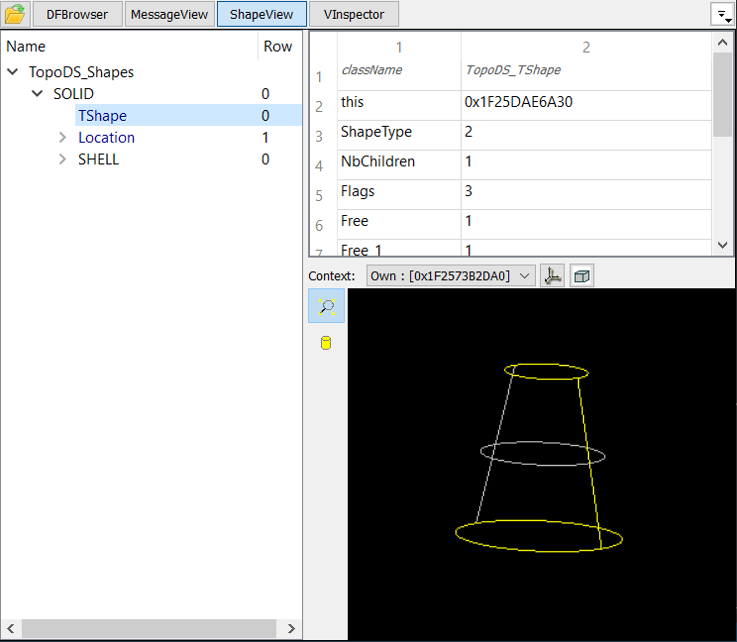 DFBrowser MessageView ShapeView VInspector
Name Row
TopoDS_Shapes
SOLID 0
TShape 0
Location 1
SHELL 0
1 2
1 className TopoDS_TShape
2 this 0x1F25DAE6A30
3 ShapeType 2
4 NbChildren 1
5 Flags 3
6 Free 1
7 Free_1 1
Context: Own : [0x1F2573B2DA0]